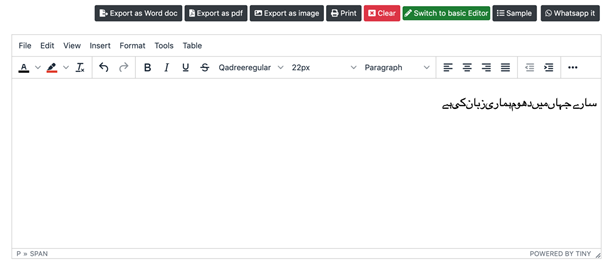 Export as Word doc Export as pdf Export as image Print Clear Switch to basic Editor Sample Whatsapp it
File Edit View Insert Format Tools Table
A B I U S Qadreeregular 22px Paragraph
سارے جہاں میں دھوم ہماری زبان کی ہے
P » SPAN POWERED BY TINY